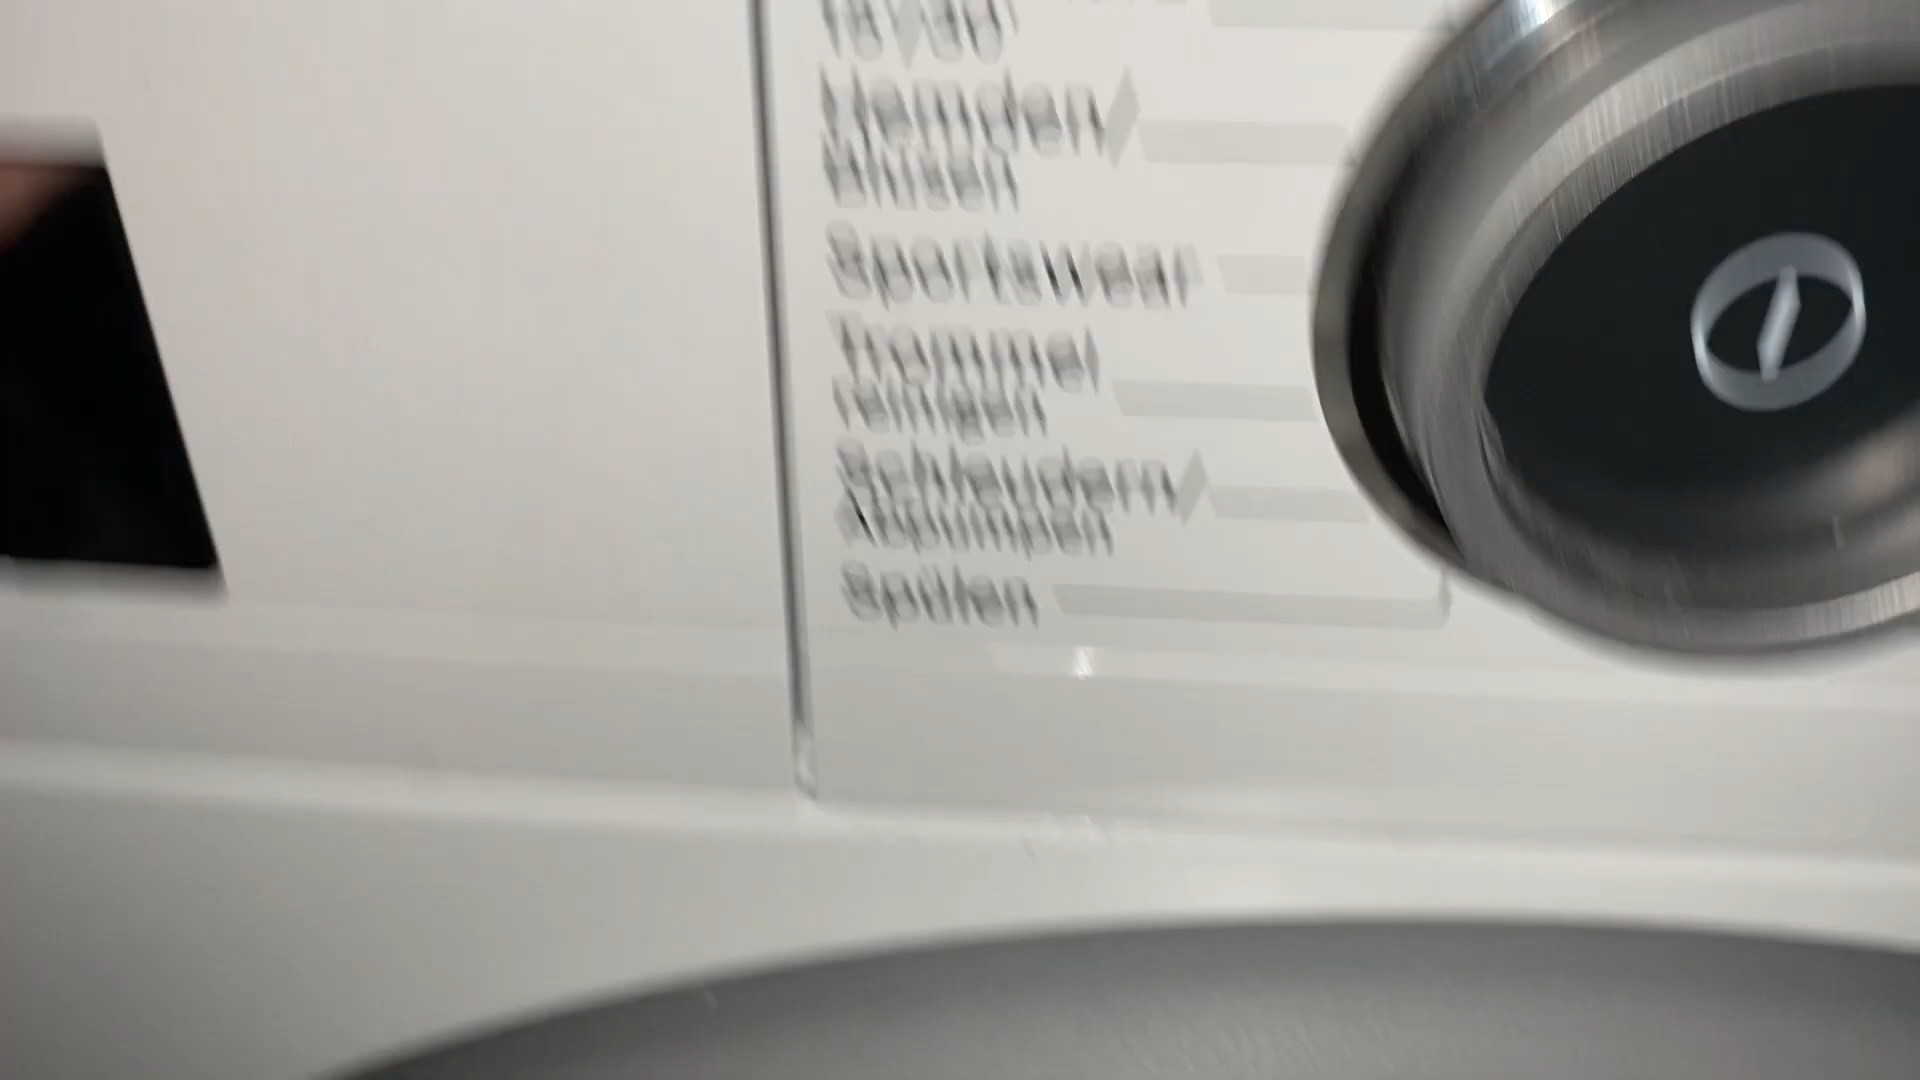 Hemden/
Blusen
Sportswear
Trommel
reinigen
Schleudern/
Abpumpen
Spülen